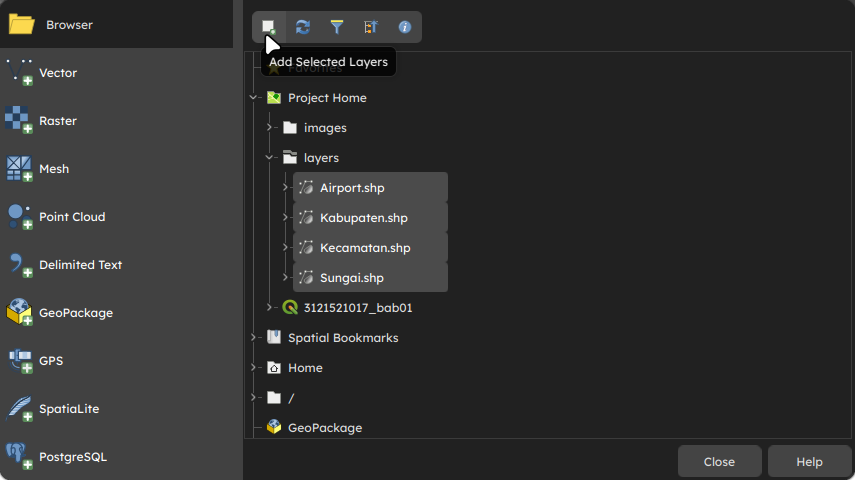 Browser
Vector
Raster
Mesh
Point Cloud
Delimited Text
GeoPackage
GPS
SpatiaLite
PostgreSQL
Add Selected Layers
Favorites
Project Home
images
layers
Airport.shp
Kabupaten.shp
Kecamatan.shp
Sungai.shp
3121521017_bab01
Spatial Bookmarks
Home
/
GeoPackage
Close
Help